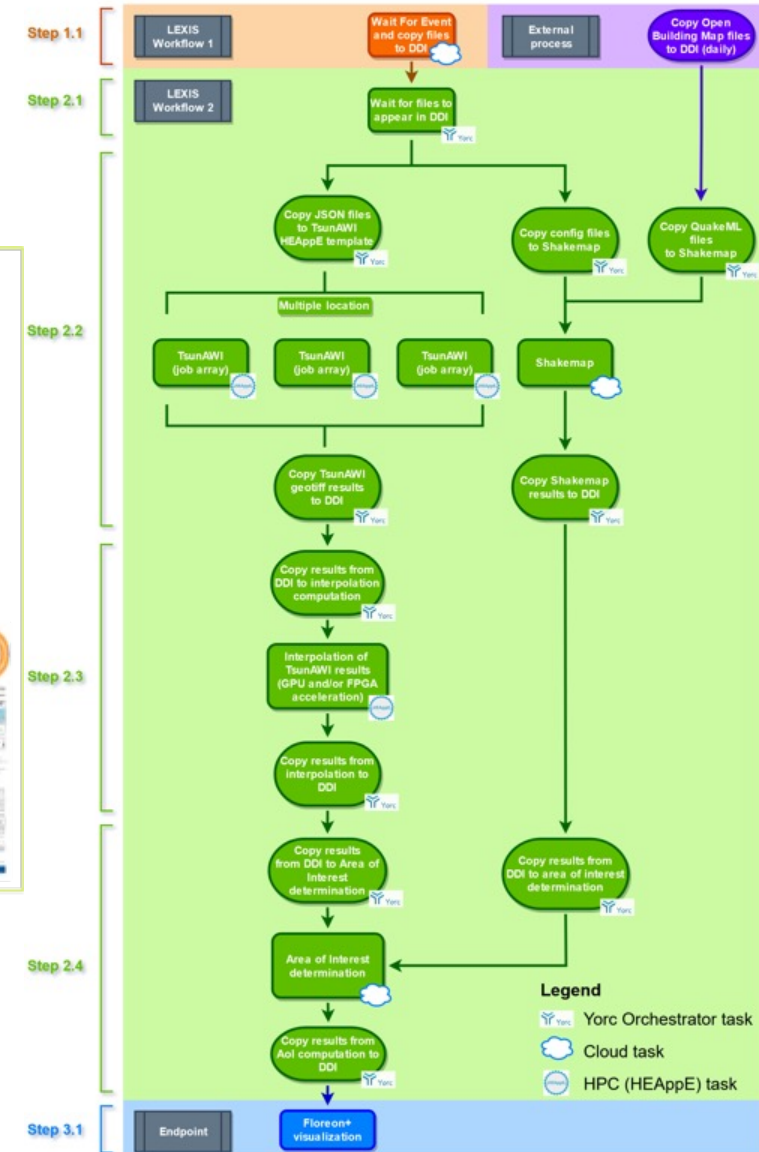 Step 1.1
LEXIS
Workflow 1
Wait For Event
and copy files
to DDI
External
process
Copy Open
Building Map files
to DDI (daily)
Step 2.1
LEXIS
Workflow 2
Wait for files to
appear in DDI
Yorc
Step 2.2
Copy JSON files
to TsunAWI
HEAppE template
Yorc
Copy config files
to Shakemap
Yorc
Copy QuakeML
files
to Shakemap
Yorc
Multiple location
TsunAWI
(job array)
HEAppE
TsunAWI
(job array)
HEAppE
TsunAWI
(job array)
HEAppE
Shakemap
Copy TsunAWI
geotiff results
to DDI
Yorc
Copy Shakemap
results to DDI
Yorc
Step 2.3
Copy results from
DDI to interpolation
computation
Yorc
Interpolation of
TsunAWI results
(GPU and/or FPGA
acceleration)
HEAppE
Copy results from
interpolation to
DDI
Yorc
Step 2.4
Copy results
from DDI to Area of
Interest
determination
Yorc
Copy results from
DDI to area of interest
determination
Yorc
Area of Interest
determination
Copy results from
AoI computation to
DDI
Yorc
Legend
Yorc Yorc Orchestrator task
Cloud task
HEAppE HPC (HEAppE) task
Step 3.1
Endpoint
Floreon+
visualization